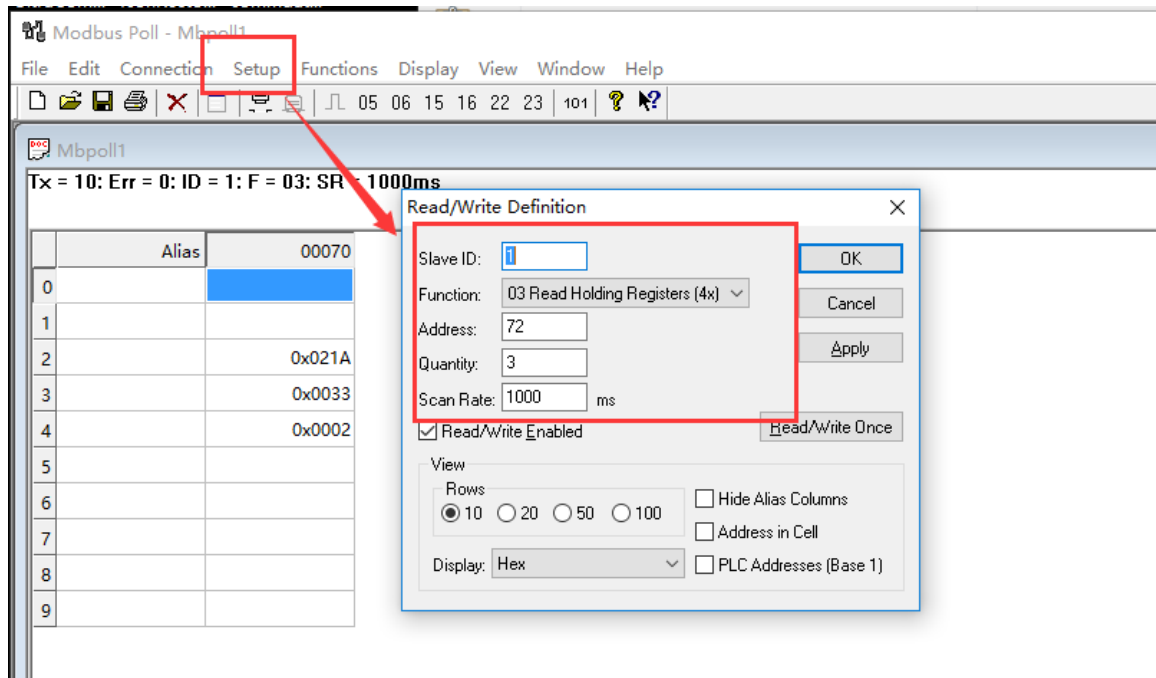 Modbus Poll - Mbpoll1
File Edit Connection Setup Functions Display View Window Help
05 06 15 16 22 23 101
Mbpoll1
Tx = 10: Err = 0: ID = 1: F = 03: SR = 1000ms
Alias 00070
0
1
2 0x021A
3 0x0033
4 0x0002
5
6
7
8
9
Read/Write Definition
Slave ID: 1 OK
Function: 03 Read Holding Registers (4x) Cancel
Address: 72 Apply
Quantity: 3
Scan Rate: 1000 ms
Read/Write Enabled Read/Write Once
View
Rows
10 20 50 100
Hide Alias Columns
Address in Cell
Display: Hex PLC Addresses (Base 1)